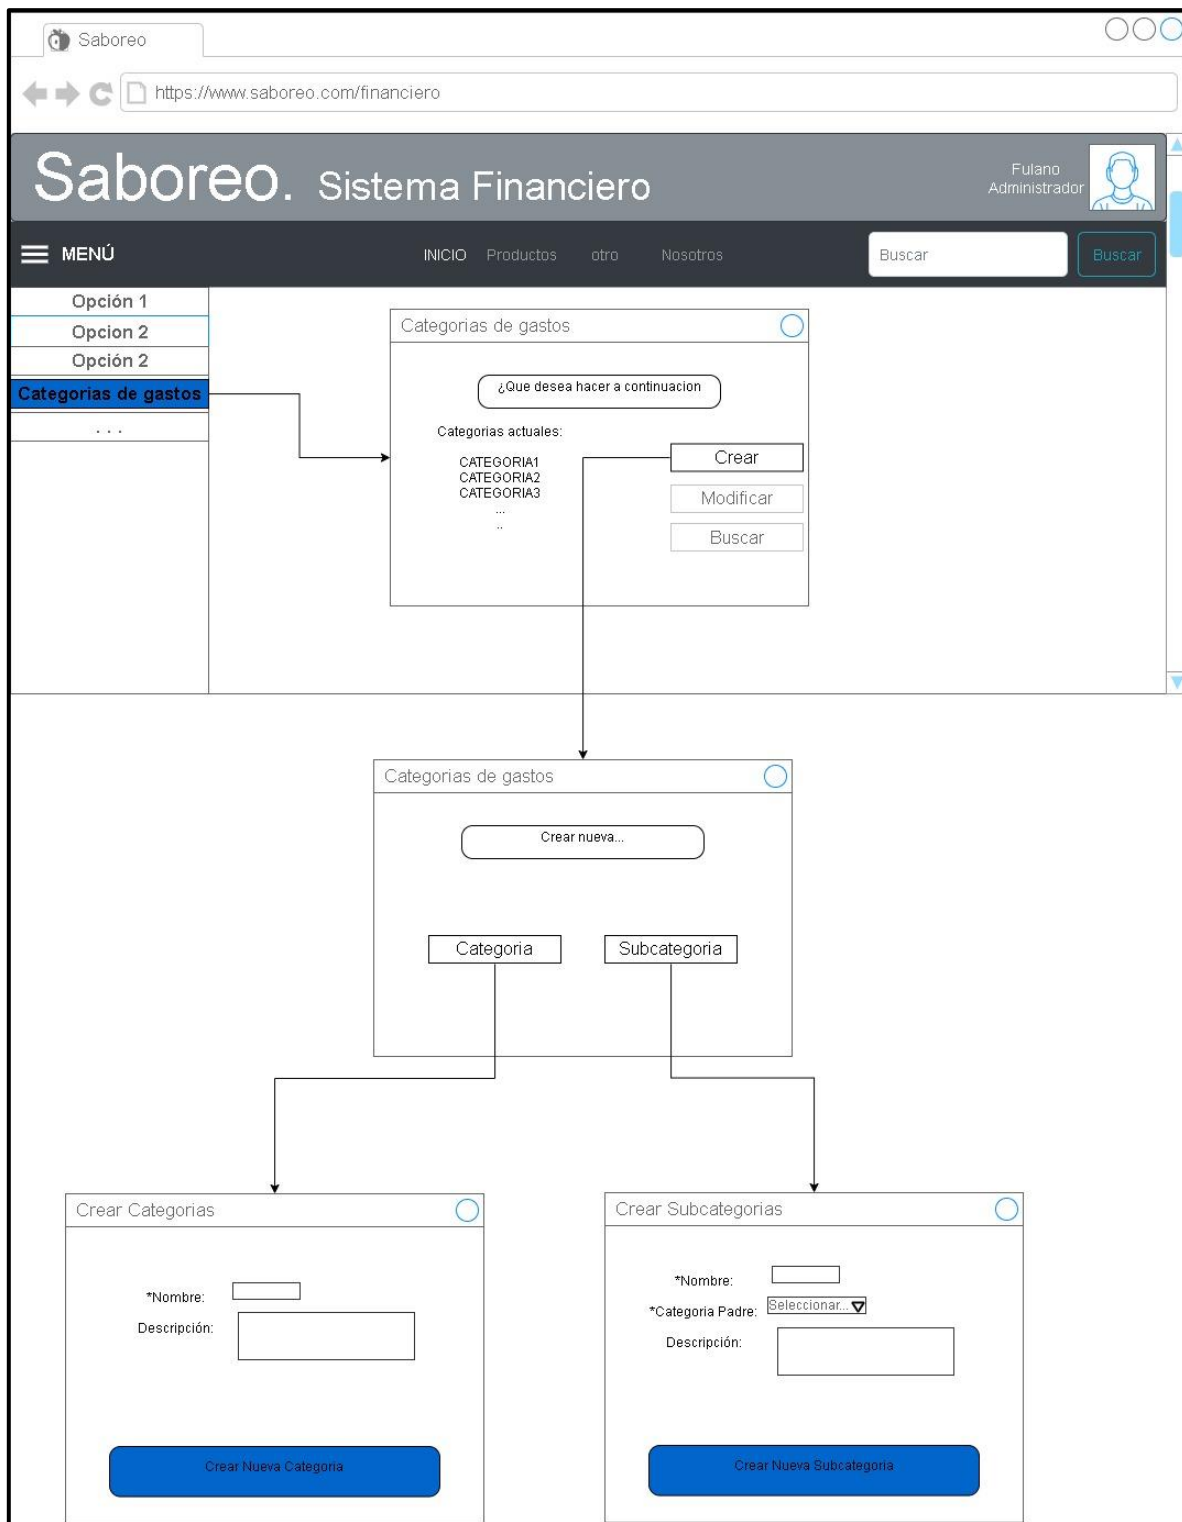 Saboreo
https://www.saboreo.com/financiero
Saboreo. Sistema Financiero
Fulano
Administrador
MENÚ
INICIO Productos otro Nosotros
Buscar
Buscar
Opción 1
Opcion 2
Opción 2
Categorias de gastos
. . .
Categorias de gastos
¿Que desea hacer a continuacion
Categorias actuales:
CATEGORIA1
CATEGORIA2
CATEGORIA3
...
..
Crear
Modificar
Buscar
Categorias de gastos
Crear nueva...
Categoria
Subcategoria
Crear Categorias
*Nombre:
Descripción:
Crear Nueva Categoria
Crear Subcategorias
*Nombre:
*Categoria Padre: Seleccionar...
Descripción:
Crear Nueva Subcategoria